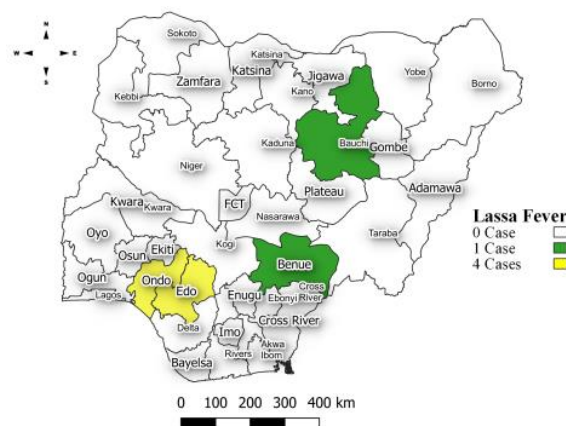 N
W E
S
Sokoto
Katsina
Katsina
Jigawa
Yobe
Borno
Zamfara
Kebbi
Kano
Kaduna
Bauchi
Gombe
Niger
Plateau
Adamawa
Kwara
Kwara
FCT
Nasarawa
Taraba
Oyo
Kogi
Ekiti
Osun
Benue
Ogun
Lagos
Ondo
Edo
Enugu
Cross
Ebonyi River
Cross River
Delta
Imo
Akwa
Ibom
Bayelsa
Rivers
Lassa Fever
0 Case
1 Case
4 Cases
0 100 200 300 400 km